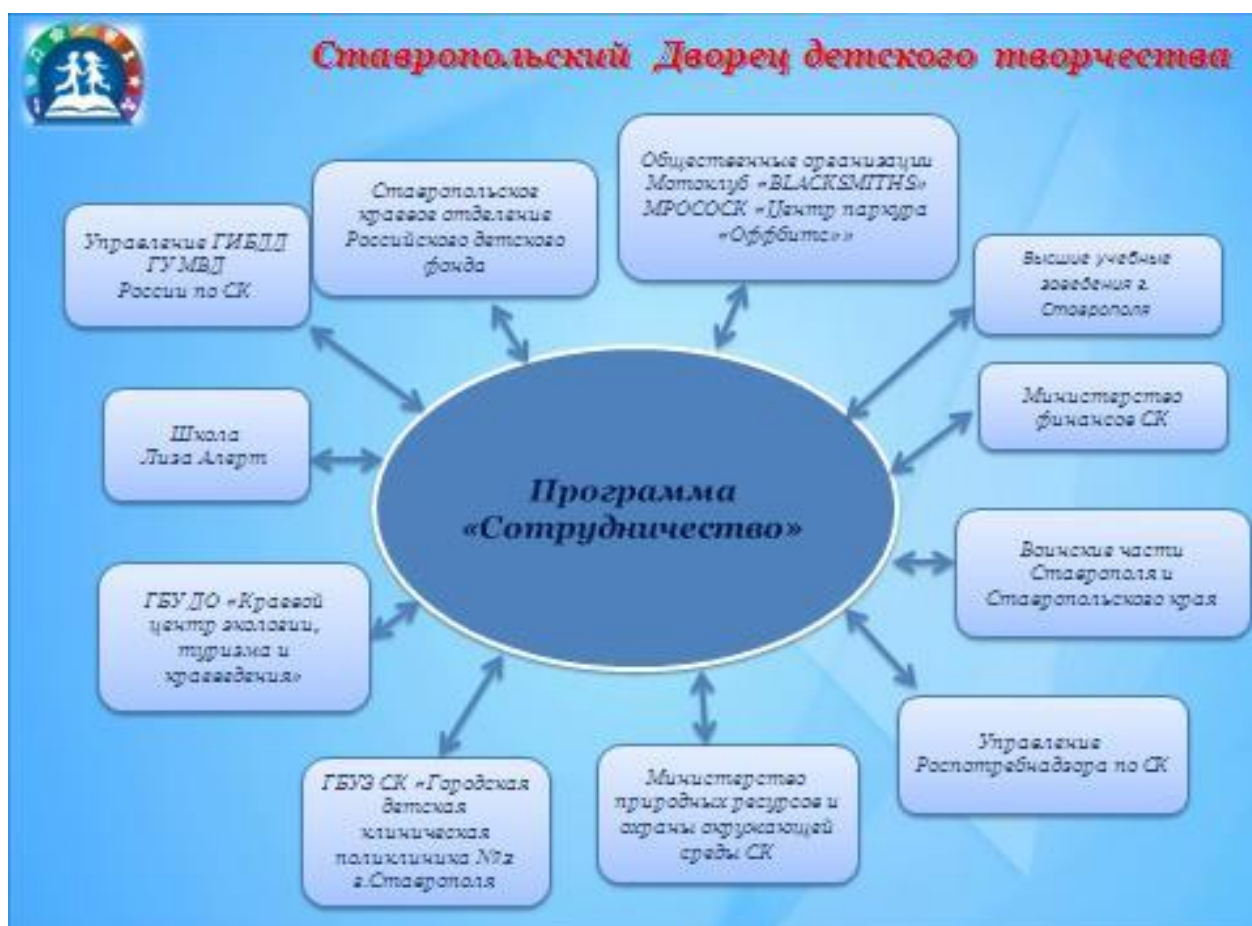 Ставропольский Дворец детского творчества
Общественные организации
Мотоклуб «BLACKSMITHS»
МРОСОСК «Центр паркура
«Оффбитс»»
Ставропольское
краевое отделение
Российского детского
фонда
Управление ГИБДД
ГУ МВД
России по СК
Высшие учебные
заведения г.
Ставрополя
Министерство
финансов СК
Школа
Лиза Алерт
Программа
«Сотрудничество»
Воинские части
Ставрополя и
Ставропольского края
ГБУ ДО «Краевой
центр экологии,
туризма и
краеведения»
Управление
Роспотребнадзора по СК
ГБУЗ СК «Городская
детская
клиническая
поликлиника №2
г.Ставрополя
Министерство
природных ресурсов и
охраны окружающей
среды СК